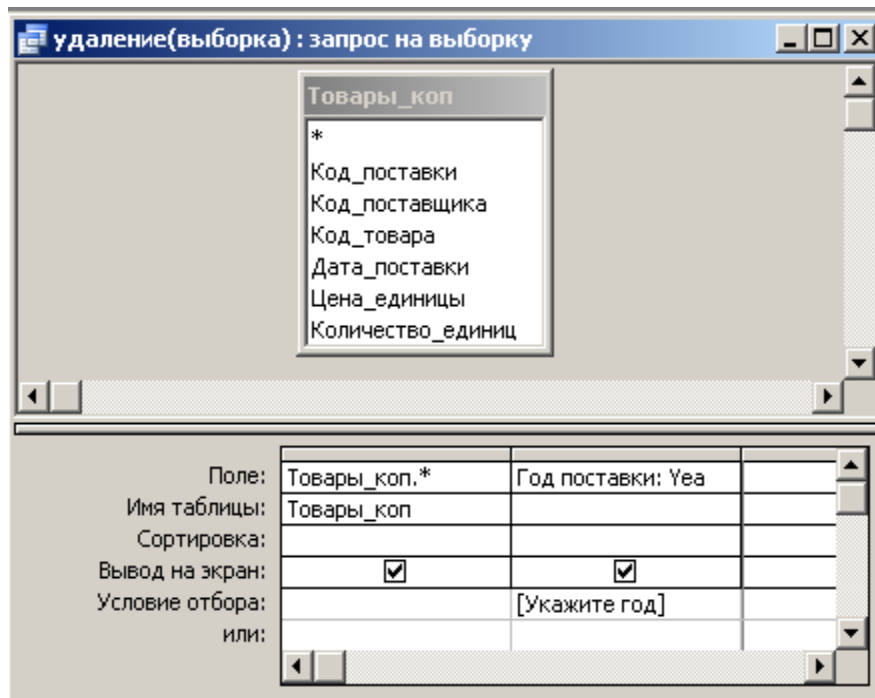 удаление(выборка) : запрос на выборку
Товары_коп
*
Код_поставки
Код_поставщика
Код_товара
Дата_поставки
Цена_единицы
Количество_единиц
Поле: Товары_коп.* Год поставки: Yea
Имя таблицы: Товары_коп
Сортировка:
Вывод на экран:
Условие отбора: [Укажите год]
или: